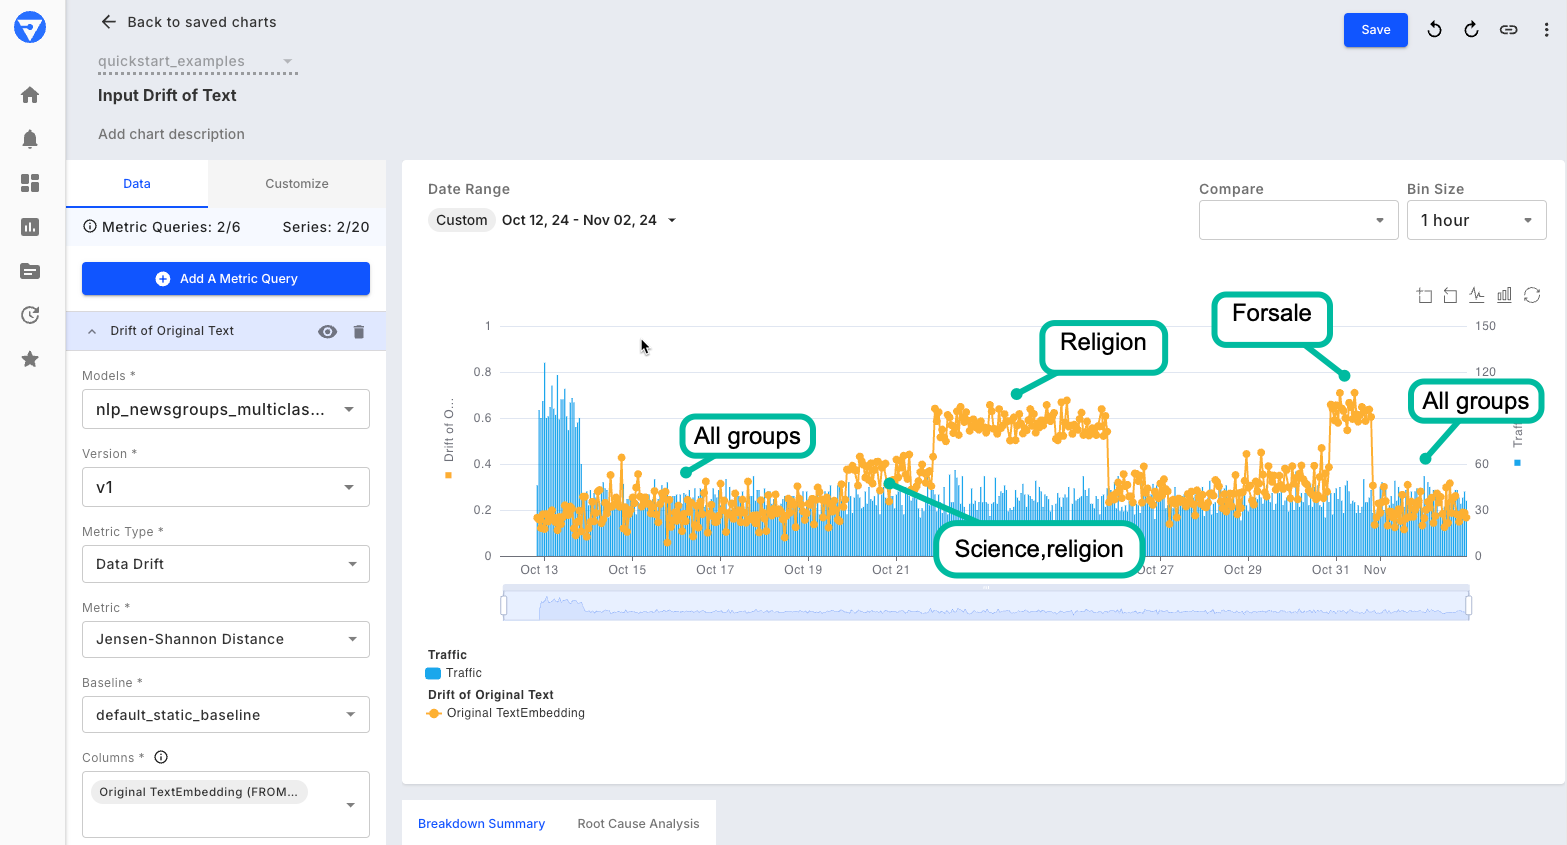 Back to saved charts
Save
quickstart_examples
Input Drift of Text
Add chart description
Data
Customize
Metric Queries: 2/6
Series: 2/20
Add A Metric Query
Drift of Original Text
Models *
nlp_newsgroups_multiclas...
Version *
v1
Metric Type *
Data Drift
Metric *
Jensen-Shannon Distance
Baseline *
default_static_baseline
Columns *
Original TextEmbedding (FROM...
Date Range
Custom
Oct 12, 24 - Nov 02, 24
Compare
Bin Size
1 hour
Forsale
Religion
All groups
All groups
Science,religion
Drift of O...
1
0.8
0.6
0.4
0.2
0
150
120
60
30
0
Traf
Oct 13
Oct 15
Oct 17
Oct 19
Oct 21
Oct 27
Oct 29
Oct 31
Nov
Traffic
Traffic
Drift of Original Text
Original TextEmbedding
Breakdown Summary
Root Cause Analysis